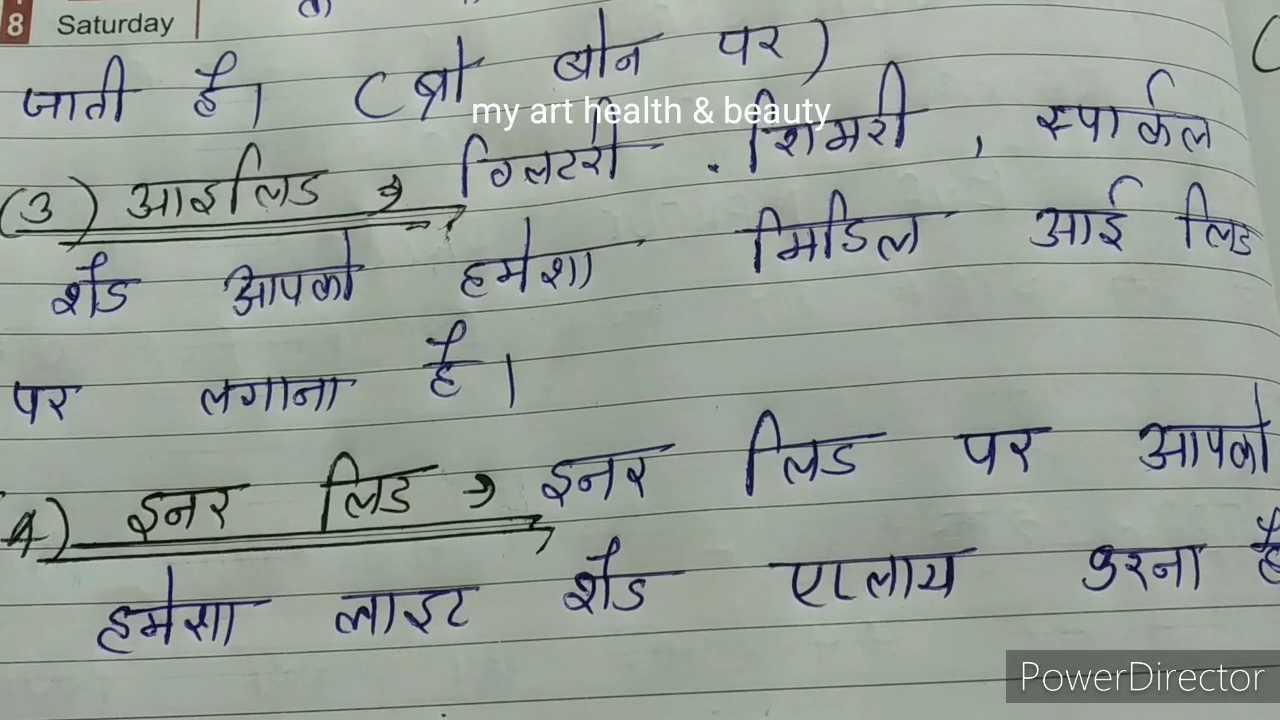 8 Saturday
जाती है। (ब्रो बोन पर)
my art health & beauty
(3) आइलिड → ग्लिटरी . शिमरी , स्पार्कल
शैड आपको हमेशा मिडिल आई लिड
पर लगाना है।
4) इनर लिड → इनर लिड पर आपको
हमेशा लाइट शैड एप्लाय करना है
PowerDirector